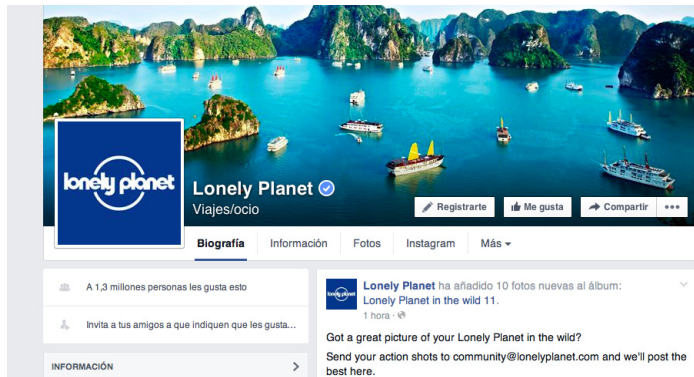 lonely planet
Lonely Planet
Viajes/ocio
Registrarte
Me gusta
Compartir
Biografía
Información
Fotos
Instagram
Más
A 1,3 millones personas les gusta esto
Invita a tus amigos a que indiquen que les gusta...
INFORMACIÓN
lonely planet
Lonely Planet ha añadido 10 fotos nuevas al álbum:
Lonely Planet in the wild 11.
1 hora ·
Got a great picture of your Lonely Planet in the wild?
Send your action shots to community@lonelyplanet.com and we'll post the
best here.